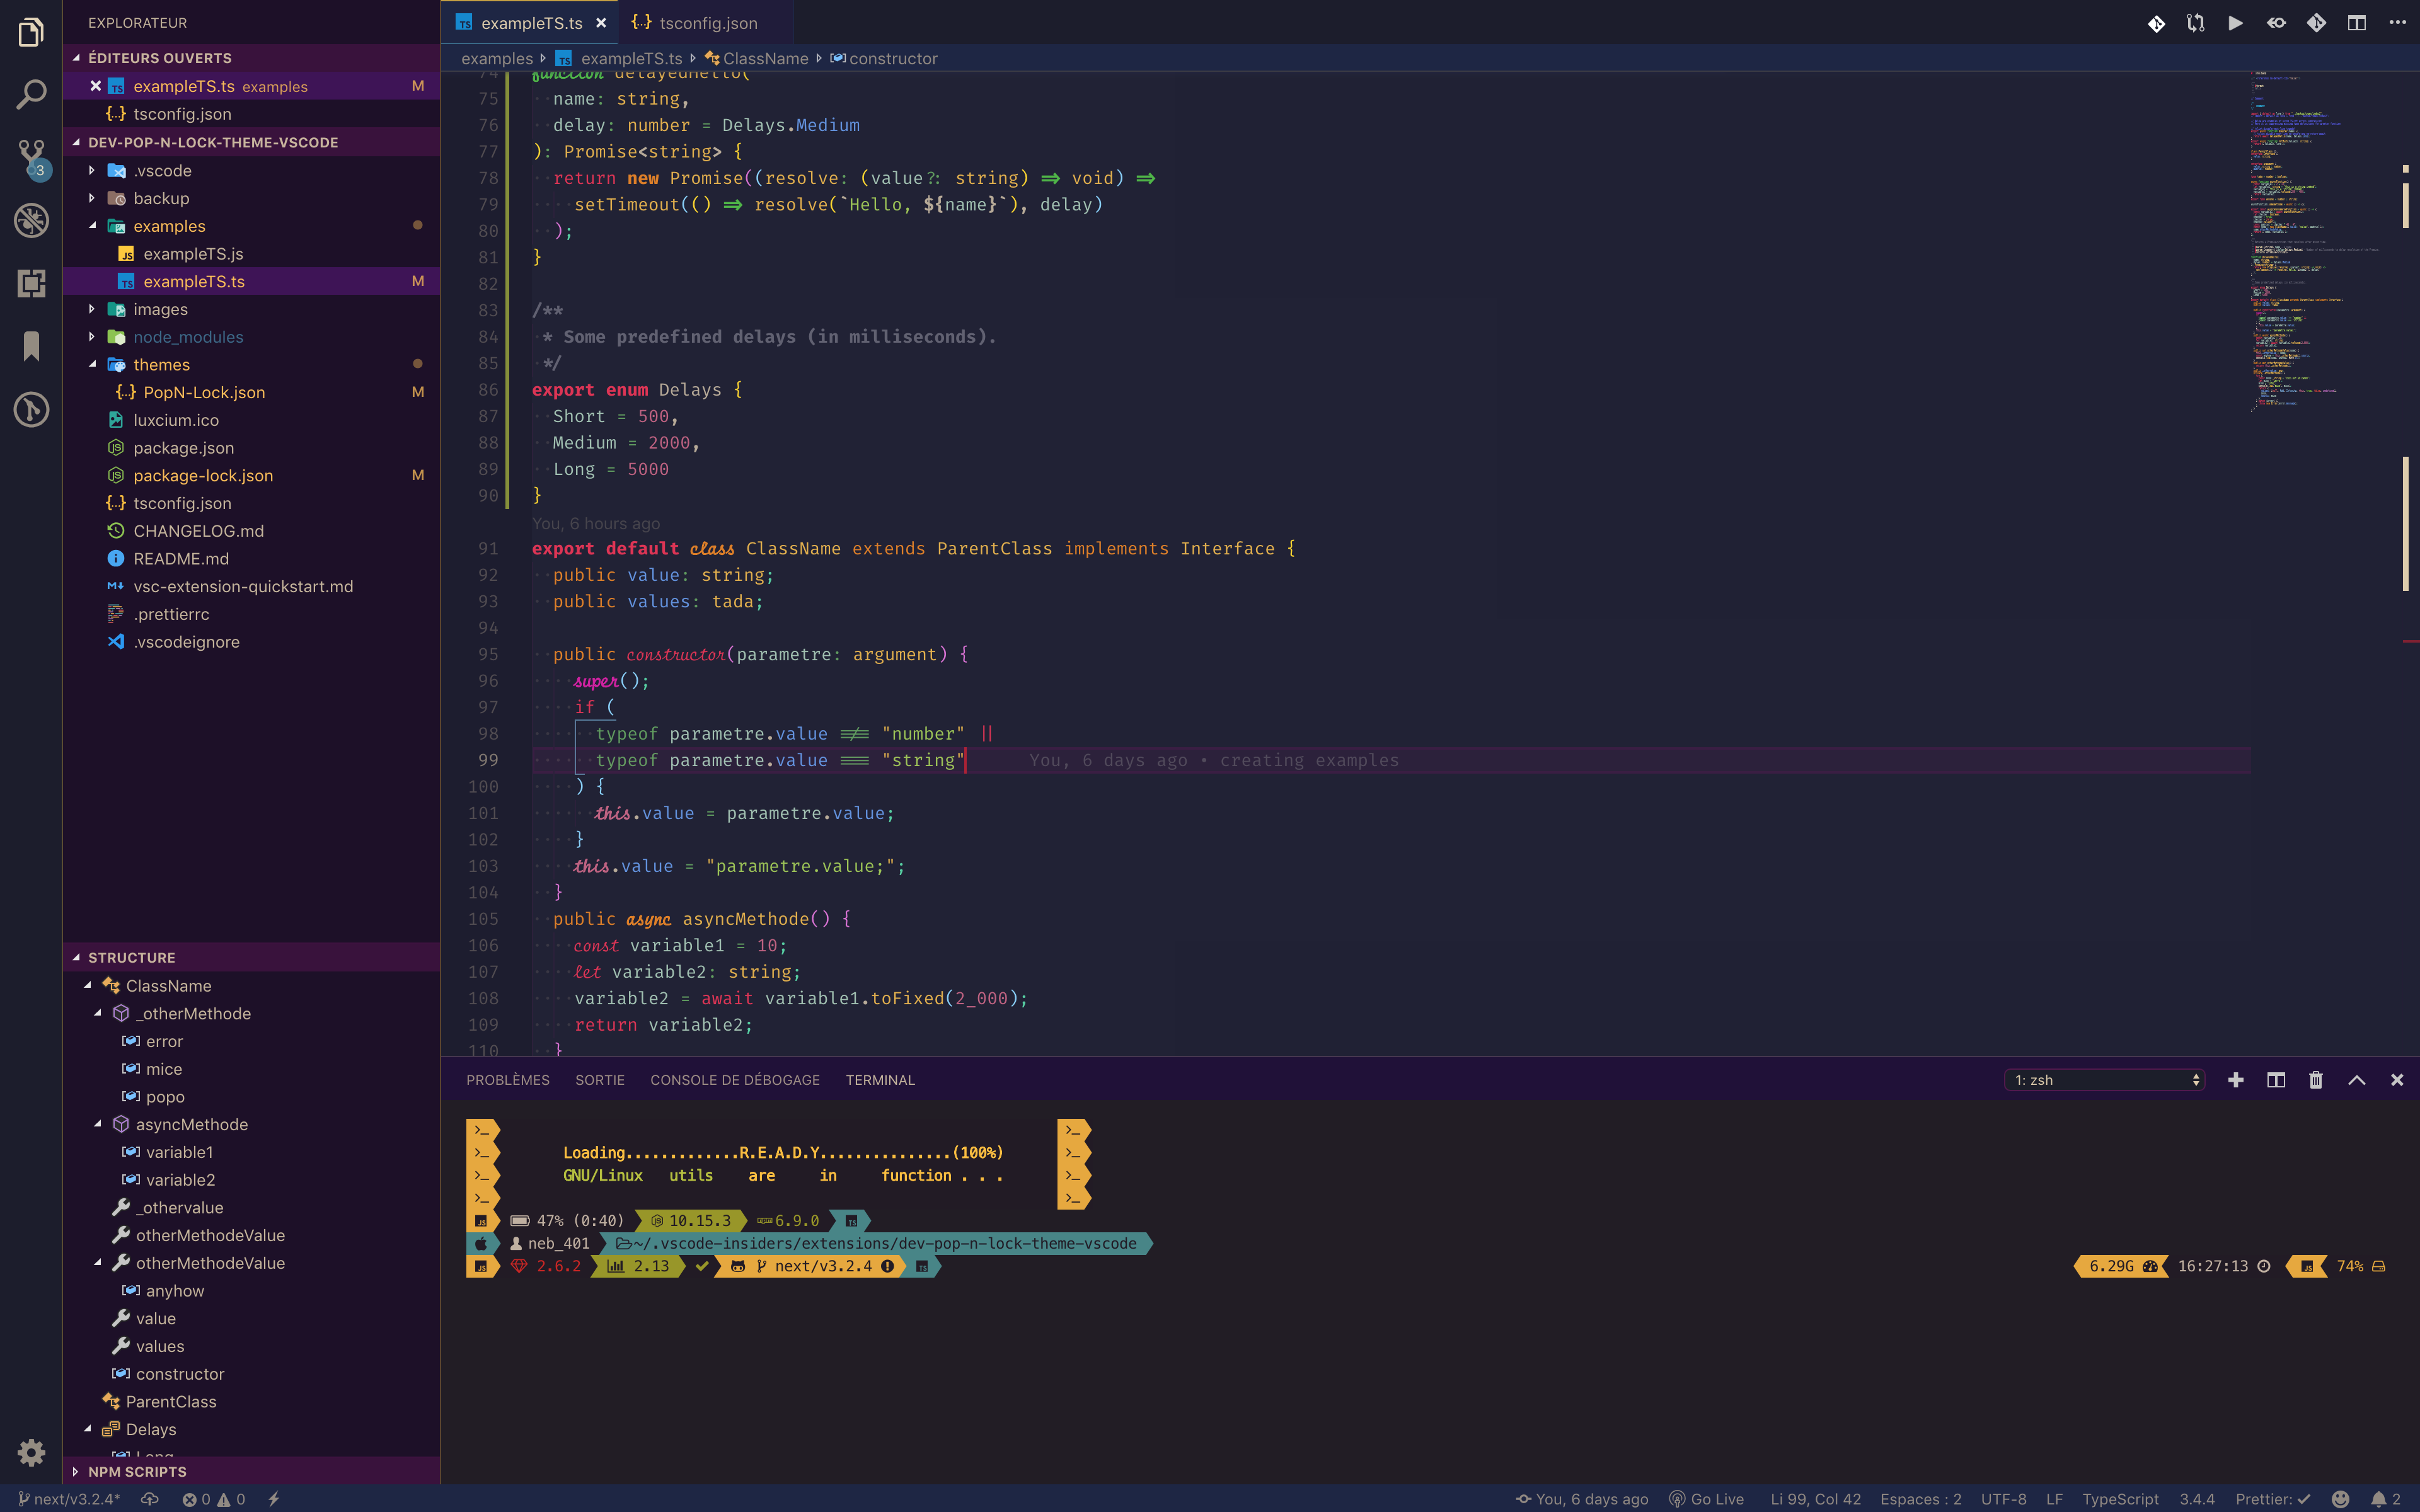 EXPLORATEUR
ÉDITEURS OUVERTS
exampleTS.ts examples M
tsconfig.json
DEV-POP-N-LOCK-THEME-VSCODE
.vscode
backup
examples
exampleTS.js
exampleTS.ts M
images
node_modules
themes
PopN-Lock.json M
luxcium.ico
package.json
package-lock.json M
tsconfig.json
CHANGELOG.md
README.md
vsc-extension-quickstart.md
.prettierrc
.vscodeignore
3
STRUCTURE
ClassName
_otherMethode
error
mice
popo
asyncMethode
variable1
variable2
_othervalue
otherMethodeValue
otherMethodeValue
anyhow
value
values
constructor
ParentClass
Delays
Long
NPM SCRIPTS
exampleTS.ts
tsconfig.json
examples exampleTS.ts ClassName constructor
74 function delayedHello(
75 name: string,
76 delay: number = Delays.Medium
77 ): Promise<string> {
78 return new Promise((resolve: (value?: string) => void) =>
79 setTimeout(() => resolve(`Hello, ${name}`), delay)
80 );
81 }
82
83 /**
84 * Some predefined delays (in milliseconds).
85 */
86 export enum Delays {
87 Short = 500,
88 Medium = 2000,
89 Long = 5000
90 }
You, 6 hours ago
91 export default class ClassName extends ParentClass implements Interface {
92 public value: string;
93 public values: tada;
94
95 public constructor(parametre: argument) {
96 super();
97 if (
98 typeof parametre.value !== "number" ||
99 typeof parametre.value === "string" You, 6 days ago • creating examples
100 ) {
101 this.value = parametre.value;
102 }
103 this.value = "parametre.value;";
104 }
105 public async asyncMethode() {
106 const variable1 = 10;
107 let variable2: string;
108 variable2 = await variable1.toFixed(2_000);
109 return variable2;
110 }
PROBLÈMES SORTIE CONSOLE DE DÉBOGAGE TERMINAL 1: zsh
Loading.............R.E.A.D.Y...............(100%)
GNU/Linux utils are in function . . .
47% (0:40) 10.15.3 6.9.0
neb_401 ~/.vscode-insiders/extensions/dev-pop-n-lock-theme-vscode
2.6.2 2.13 next/v3.2.4 6.29G 16:27:13 74%
next/v3.2.4* 0 0 You, 6 days ago Go Live Li 99, Col 42 Espaces : 2 UTF-8 LF TypeScript 3.4.4 Prettier: ✓ 2